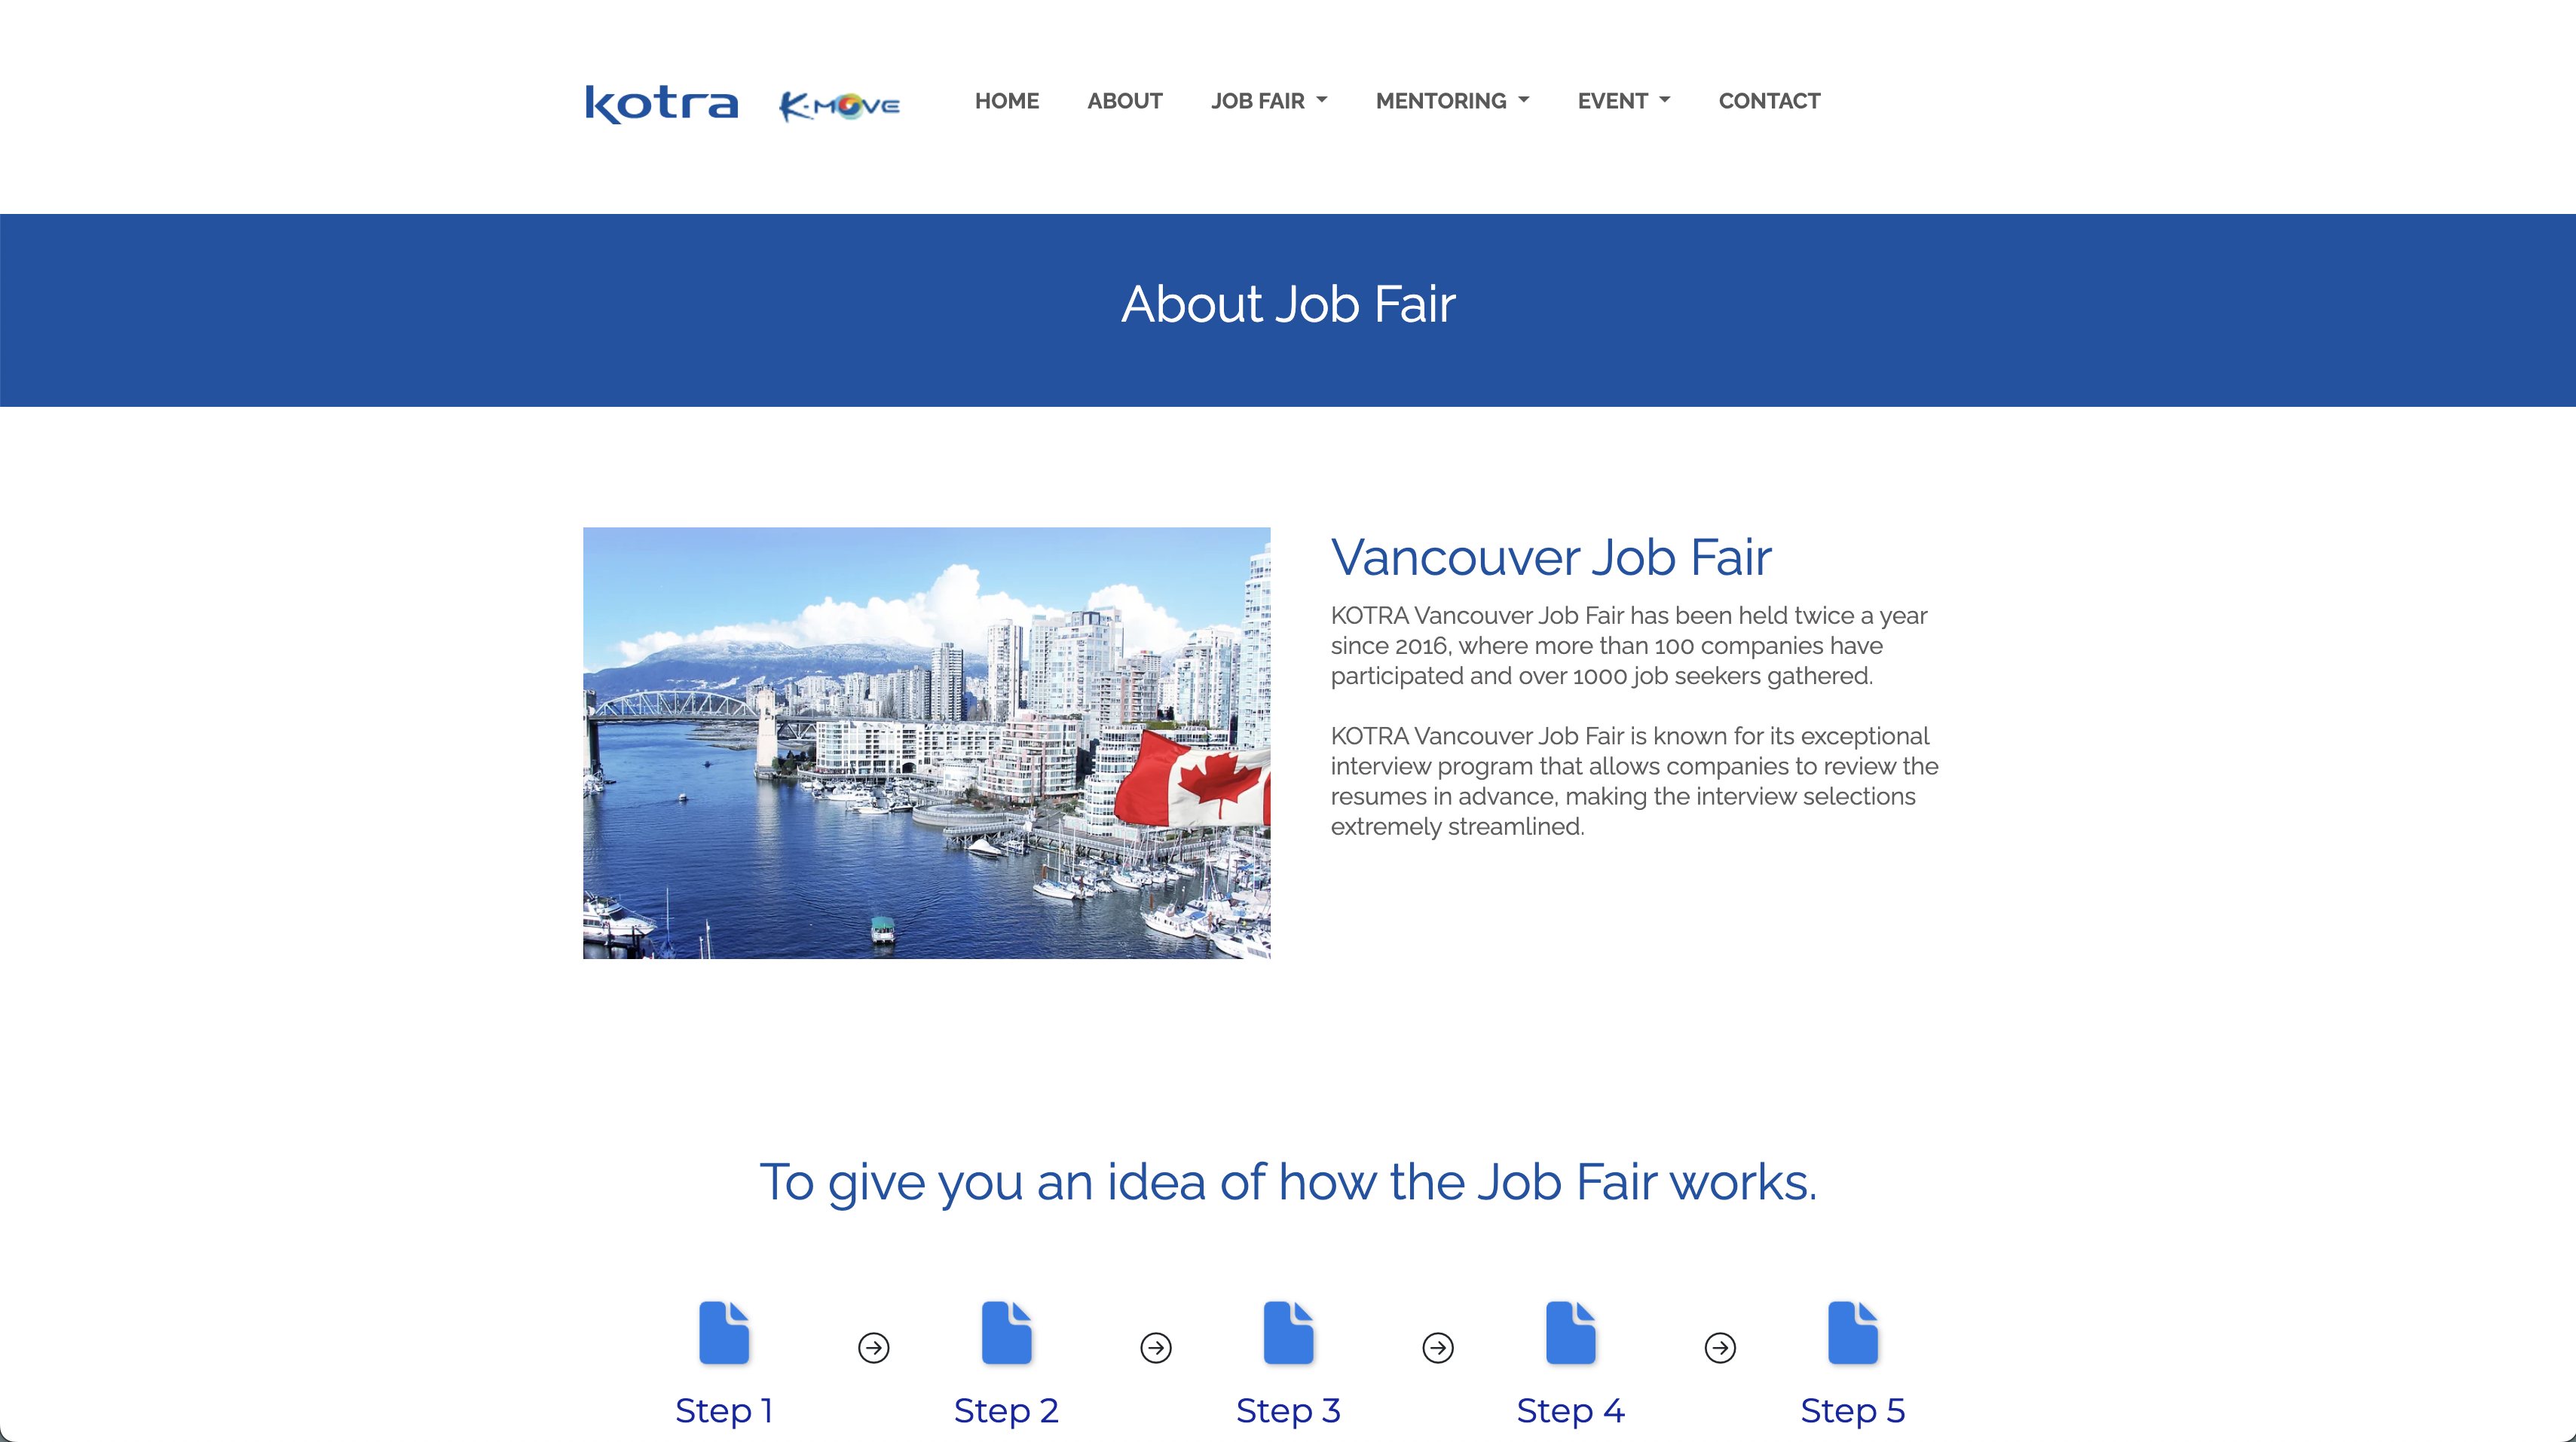 kotra K-MOVE HOME ABOUT JOB FAIR MENTORING EVENT CONTACT
About Job Fair
Vancouver Job Fair
KOTRA Vancouver Job Fair has been held twice a year
since 2016, where more than 100 companies have
participated and over 1000 job seekers gathered.
KOTRA Vancouver Job Fair is known for its exceptional
interview program that allows companies to review the
resumes in advance, making the interview selections
extremely streamlined.
To give you an idea of how the Job Fair works.
Step 1 Step 2 Step 3 Step 4 Step 5